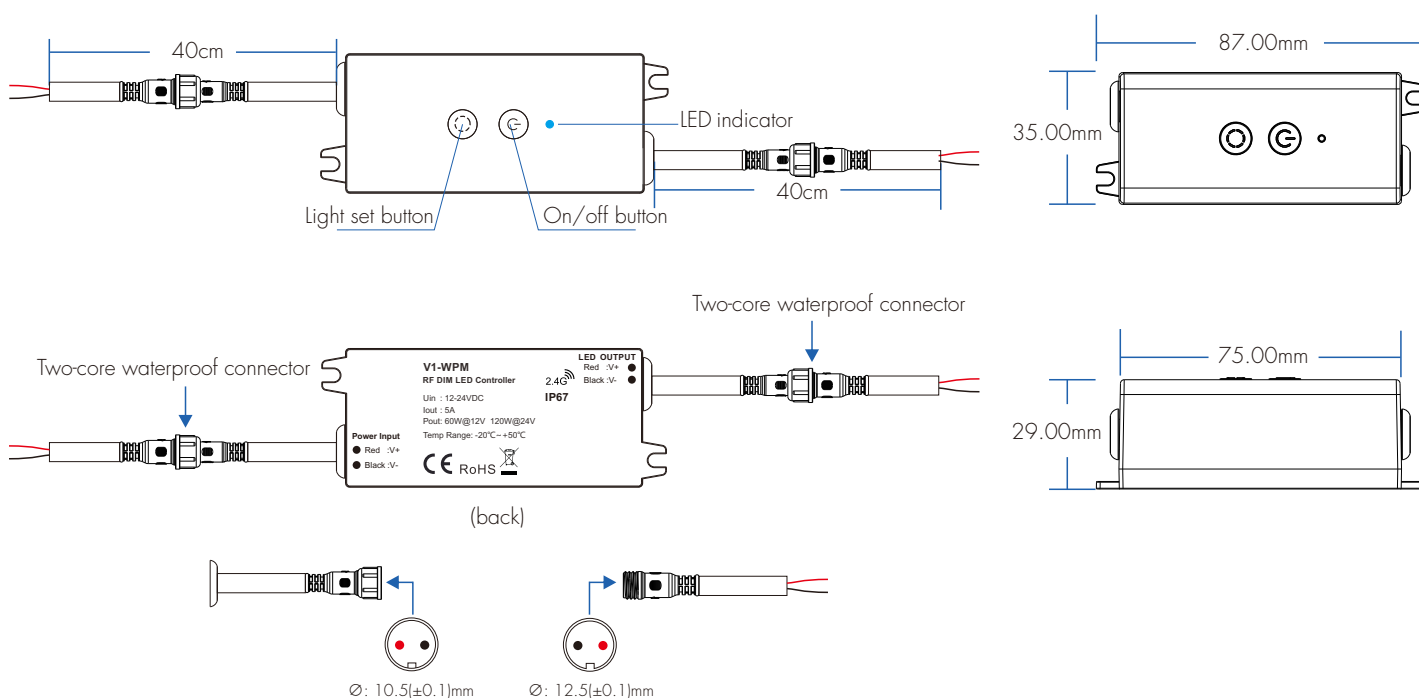 40cm
LED indicator
40cm
Light set button
On/off button
87.00mm
35.00mm
Two-core waterproof connector
Two-core waterproof connector
V1-WPM
RF DIM LED Controller
Uin : 12-24VDC
Iout : 5A
Pout: 60W@12V 120W@24V
Temp Range: -20℃~+50℃
2.4G
IP67
LED OUTPUT
Red :V+
Black :V-
Power Input
Red :V+
Black :V-
CE RoHS
(back)
75.00mm
29.00mm
Ø: 10.5(±0.1)mm
Ø: 12.5(±0.1)mm